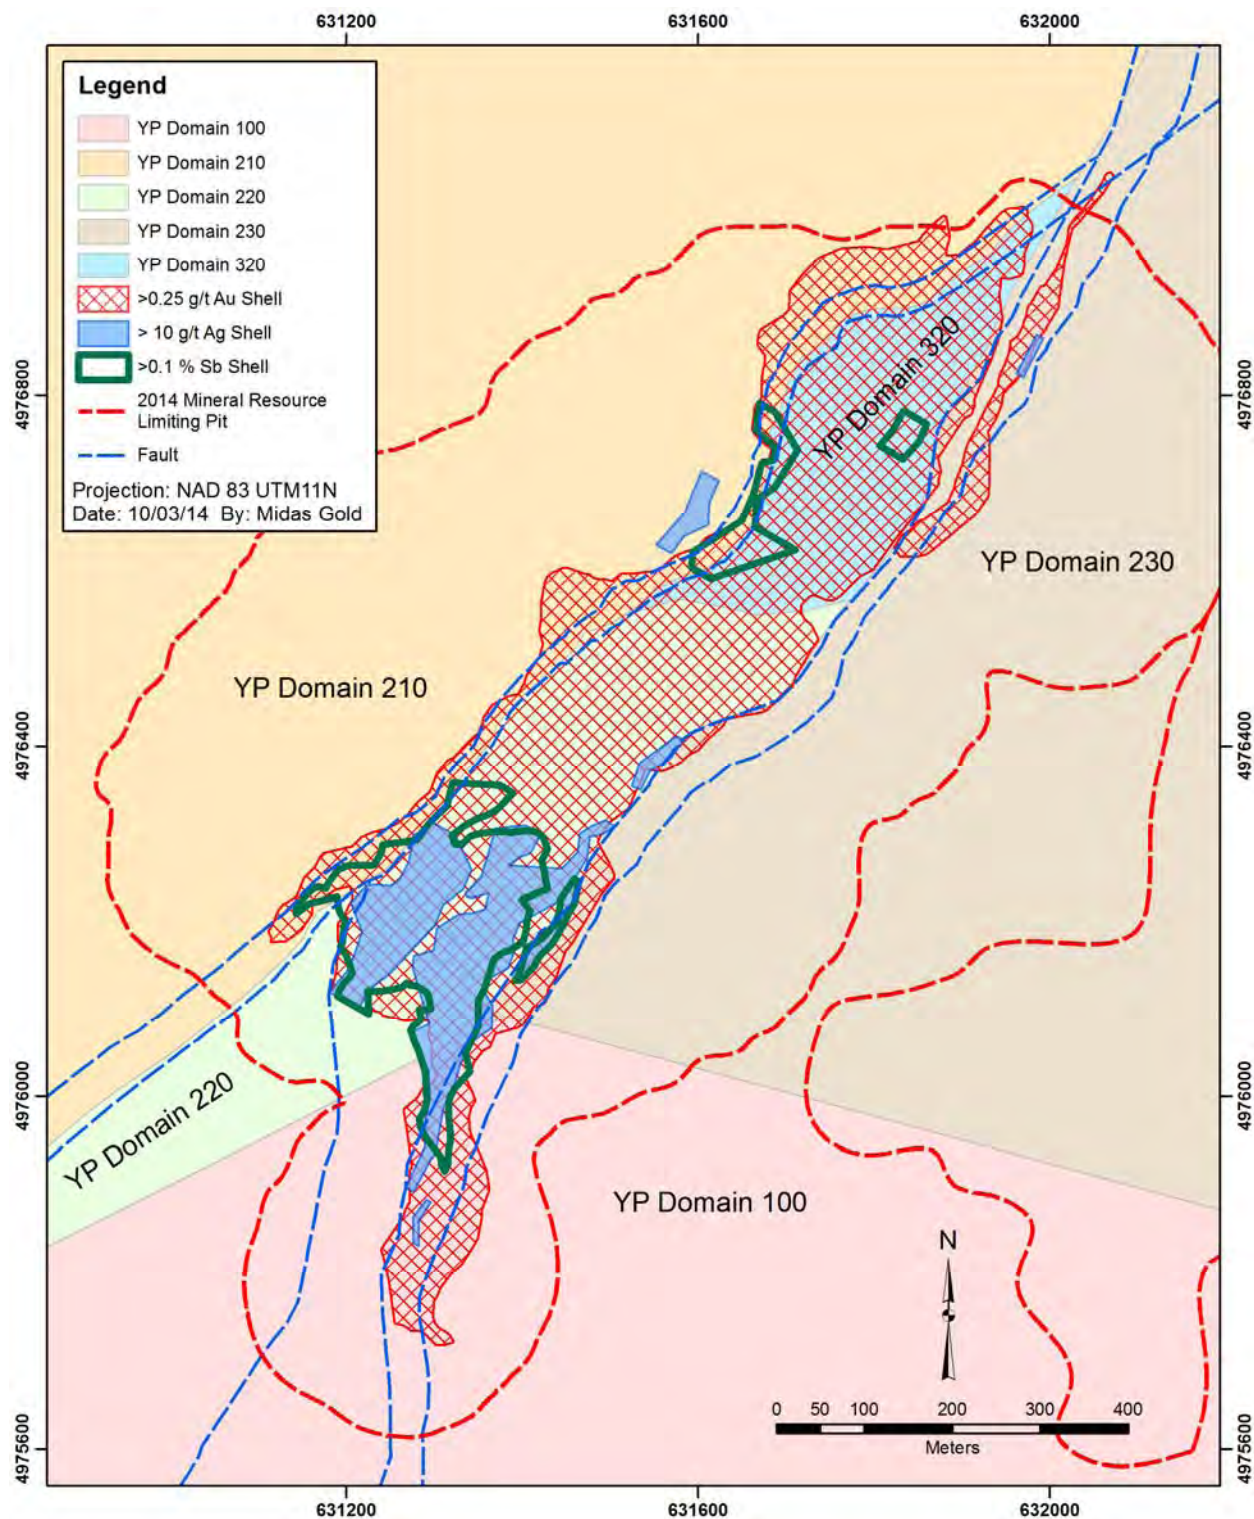 631200
631600
632000
Legend
YP Domain 100
YP Domain 210
YP Domain 220
YP Domain 230
YP Domain 320
>0.25 g/t Au Shell
> 10 g/t Ag Shell
>0.1 % Sb Shell
2014 Mineral Resource
Limiting Pit
Fault
Projection: NAD 83 UTM11N
Date: 10/03/14 By: Midas Gold
4976800
4976800
YP Domain 320
YP Domain 230
YP Domain 210
4976400
4976400
4976000
4976000
YP Domain 220
YP Domain 100
N
0 50 100 200 300 400
Meters
4975600
4975600
631200
631600
632000